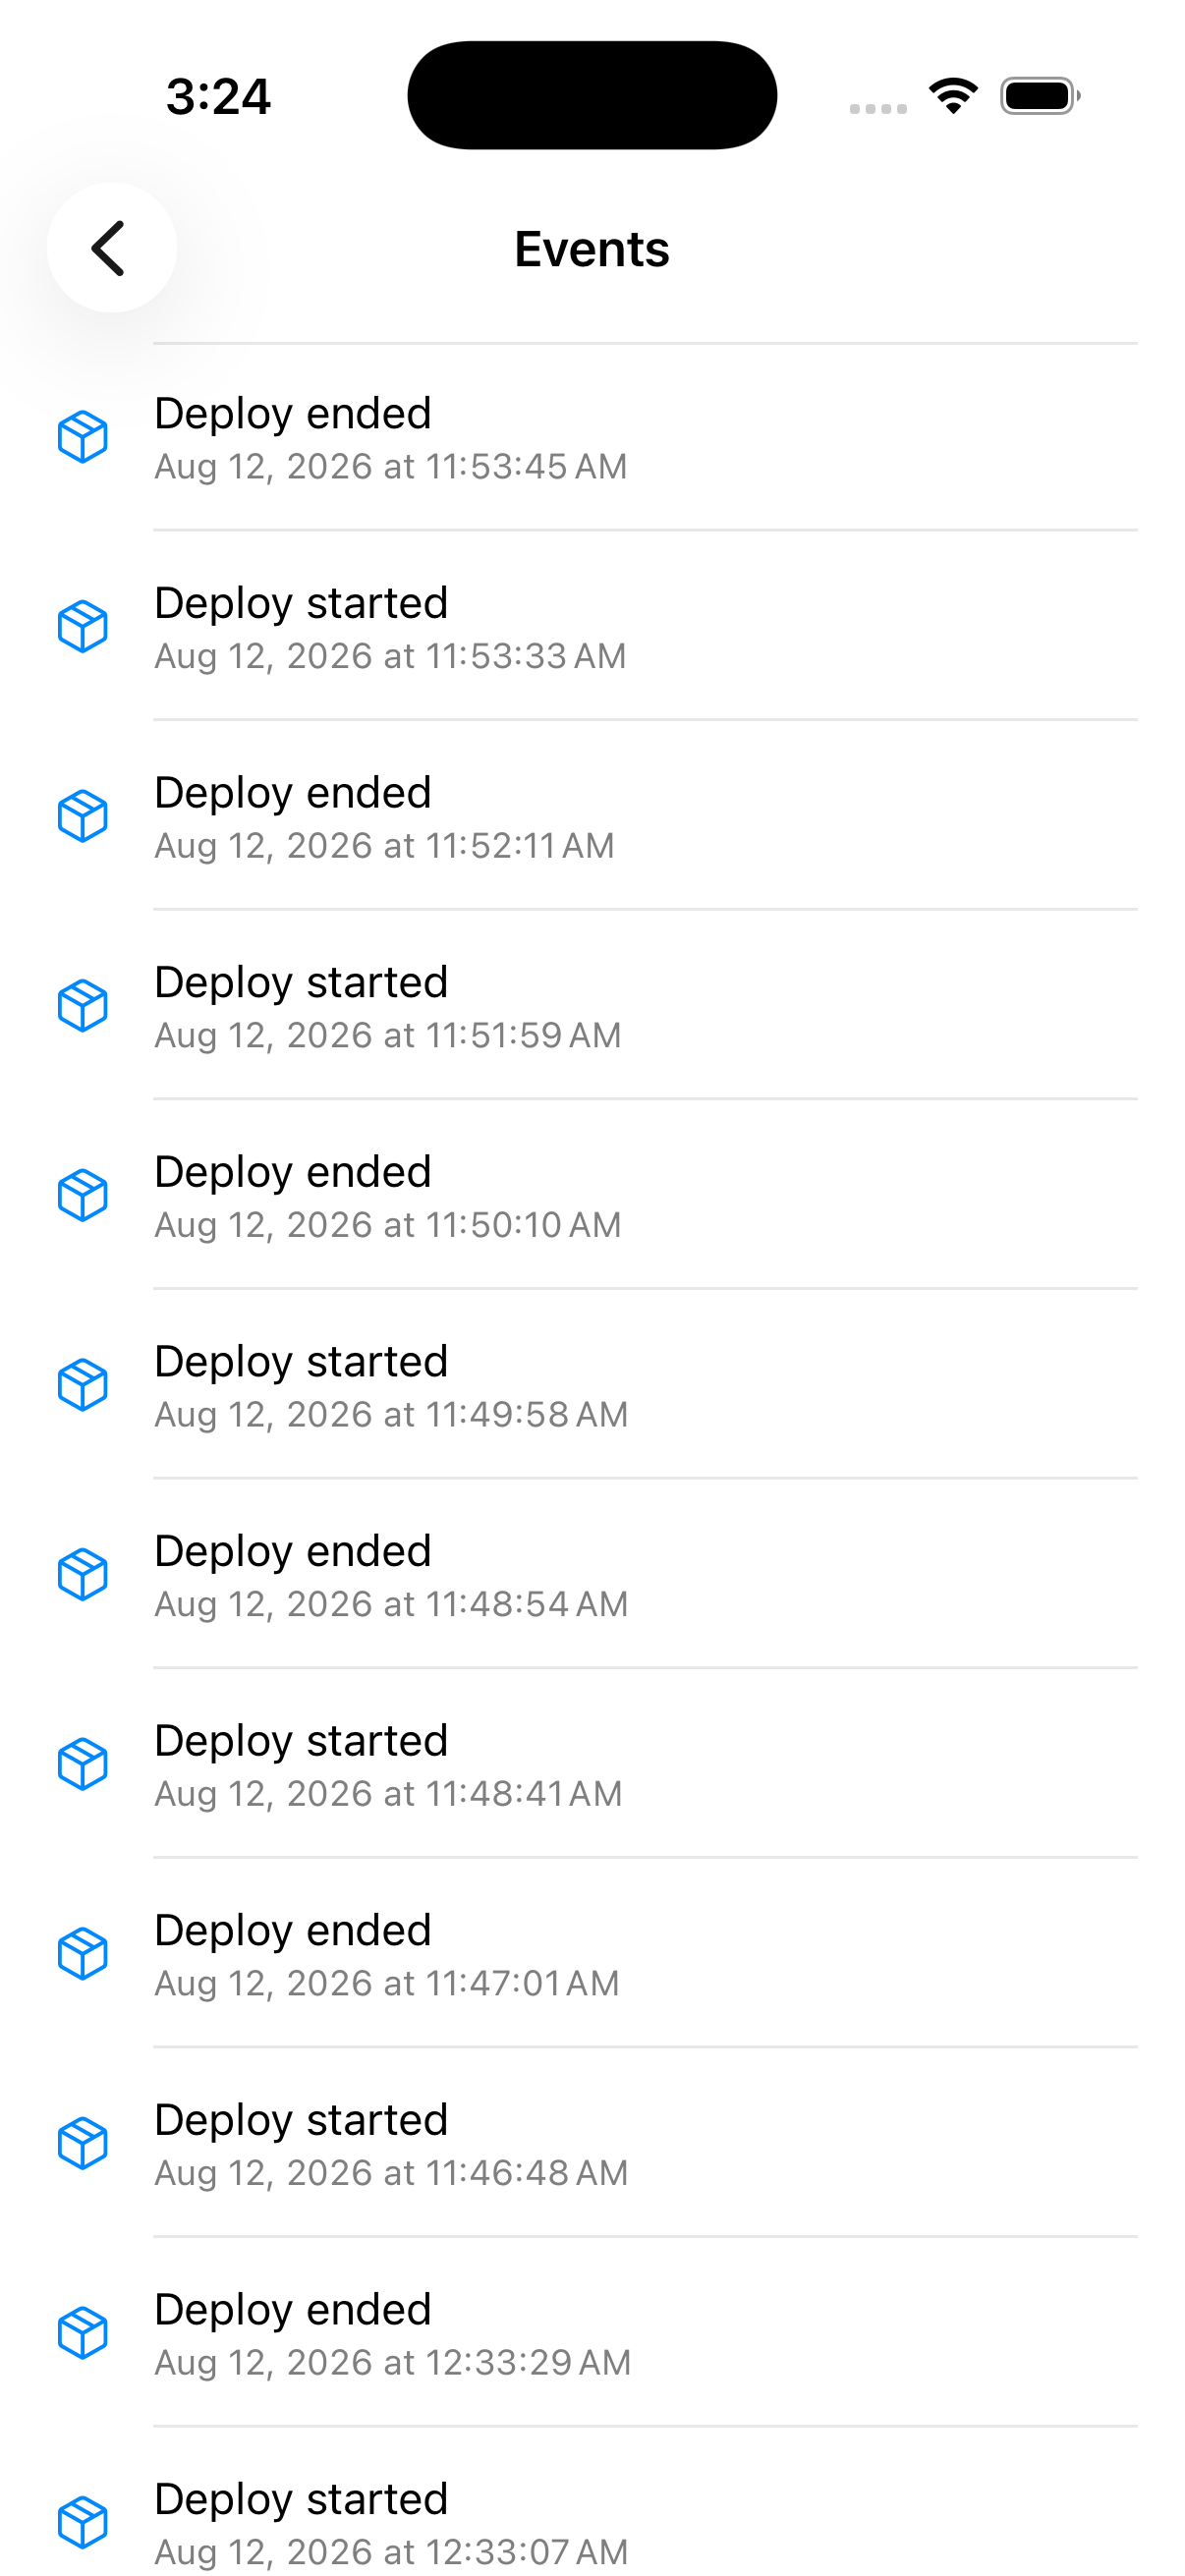 3:24
Events
Deploy ended
Aug 12, 2026 at 11:53:45 AM
Deploy started
Aug 12, 2026 at 11:53:33 AM
Deploy ended
Aug 12, 2026 at 11:52:11 AM
Deploy started
Aug 12, 2026 at 11:51:59 AM
Deploy ended
Aug 12, 2026 at 11:50:10 AM
Deploy started
Aug 12, 2026 at 11:49:58 AM
Deploy ended
Aug 12, 2026 at 11:48:54 AM
Deploy started
Aug 12, 2026 at 11:48:41 AM
Deploy ended
Aug 12, 2026 at 11:47:01 AM
Deploy started
Aug 12, 2026 at 11:46:48 AM
Deploy ended
Aug 12, 2026 at 12:33:29 AM
Deploy started
Aug 12, 2026 at 12:33:07 AM